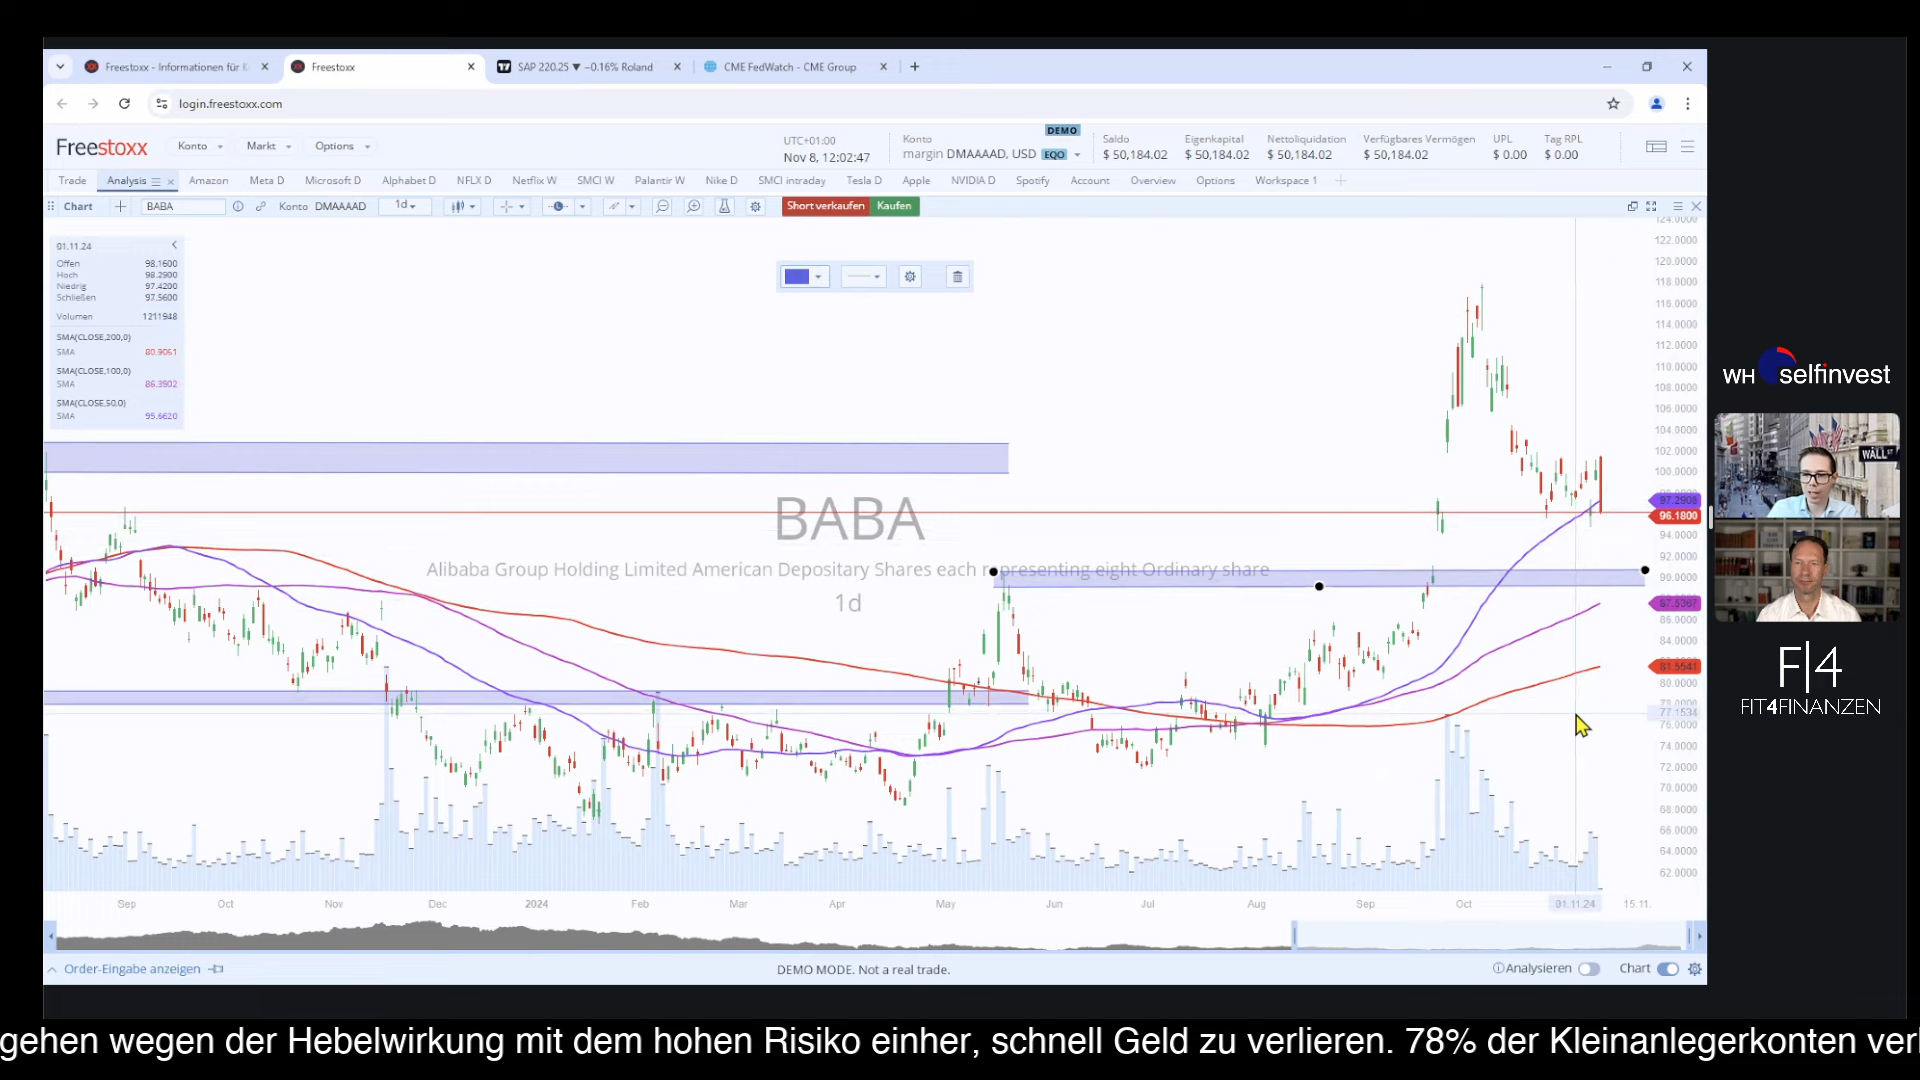 Freestoxx - Informationen für K
Freestoxx
SAP 220.25 ▼ −0.16% Roland
CME FedWatch - CME Group
login.freestoxx.com
Freestoxx
Konto
Markt
Options
UTC+01:00
Nov 8, 12:02:47
DEMO
Konto
margin DMAAAAD, USD EQO
Saldo
$ 50,184.02
Eigenkapital
$ 50,184.02
Nettoliquidation
$ 50,184.02
Verfügbares Vermögen
$ 50,184.02
UPL
$ 0.00
Tag RPL
$ 0.00
Trade Analysis Amazon Meta D Microsoft D Alphabet D NFLX D Netflix W SMCI W Palantir W Nike D SMCI intraday Tesla D Apple NVIDIA D Spotify Account Overview Options Workspace 1
Chart BABA Konto DMAAAAD 1d Short verkaufen Kaufen
01.11.24
Offen 98.1600
Hoch 98.2900
Niedrig 97.4200
Schließen 97.5600
Volumen 1211948
SMA(CLOSE,200,0)
SMA 80.9061
SMA(CLOSE,100,0)
SMA 86.3902
SMA(CLOSE,50,0)
SMA 95.6620
BABA
Alibaba Group Holding Limited American Depositary Shares each representing eight Ordinary share
1d
124.0000
122.0000
120.0000
118.0000
116.0000
114.0000
112.0000
110.0000
108.0000
106.0000
104.0000
102.0000
100.0000
96.1800
94.0000
92.0000
90.0000
86.0000
84.0000
81.5541
80.0000
77.1534
76.0000
74.0000
72.0000
70.0000
68.0000
66.0000
64.0000
62.0000
Sep Oct Nov Dec 2024 Feb Mar Apr May Jun Jul Aug Sep Oct 01.11.24 15.11.
Order-Eingabe anzeigen
DEMO MODE. Not a real trade.
Analysieren
Chart
WH selfinvest
WALL ST
F|4
FIT4FINANZEN
gehen wegen der Hebelwirkung mit dem hohen Risiko einher, schnell Geld zu verlieren. 78% der Kleinanlegerkonten verl